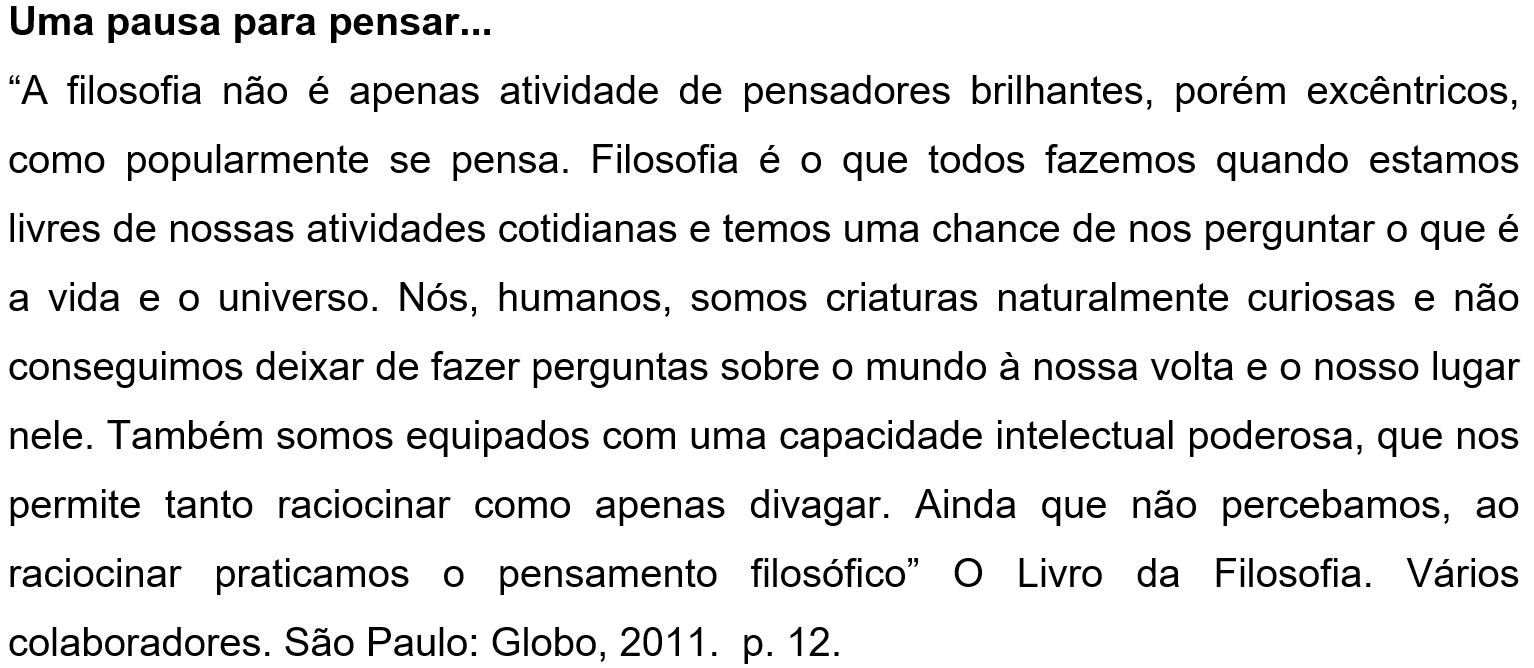 Uma pausa para pensar...
“A filosofia não é apenas atividade de pensadores brilhantes, porém excêntricos,
como popularmente se pensa. Filosofia é o que todos fazemos quando estamos
livres de nossas atividades cotidianas e temos uma chance de nos perguntar o que é
a vida e o universo. Nós, humanos, somos criaturas naturalmente curiosas e não
conseguimos deixar de fazer perguntas sobre o mundo à nossa volta e o nosso lugar
nele. Também somos equipados com uma capacidade intelectual poderosa, que nos
permite tanto raciocinar como apenas divagar. Ainda que não percebamos, ao
raciocinar praticamos o pensamento filosófico” O Livro da Filosofia. Vários
colaboradores. São Paulo: Globo, 2011.  p. 12.